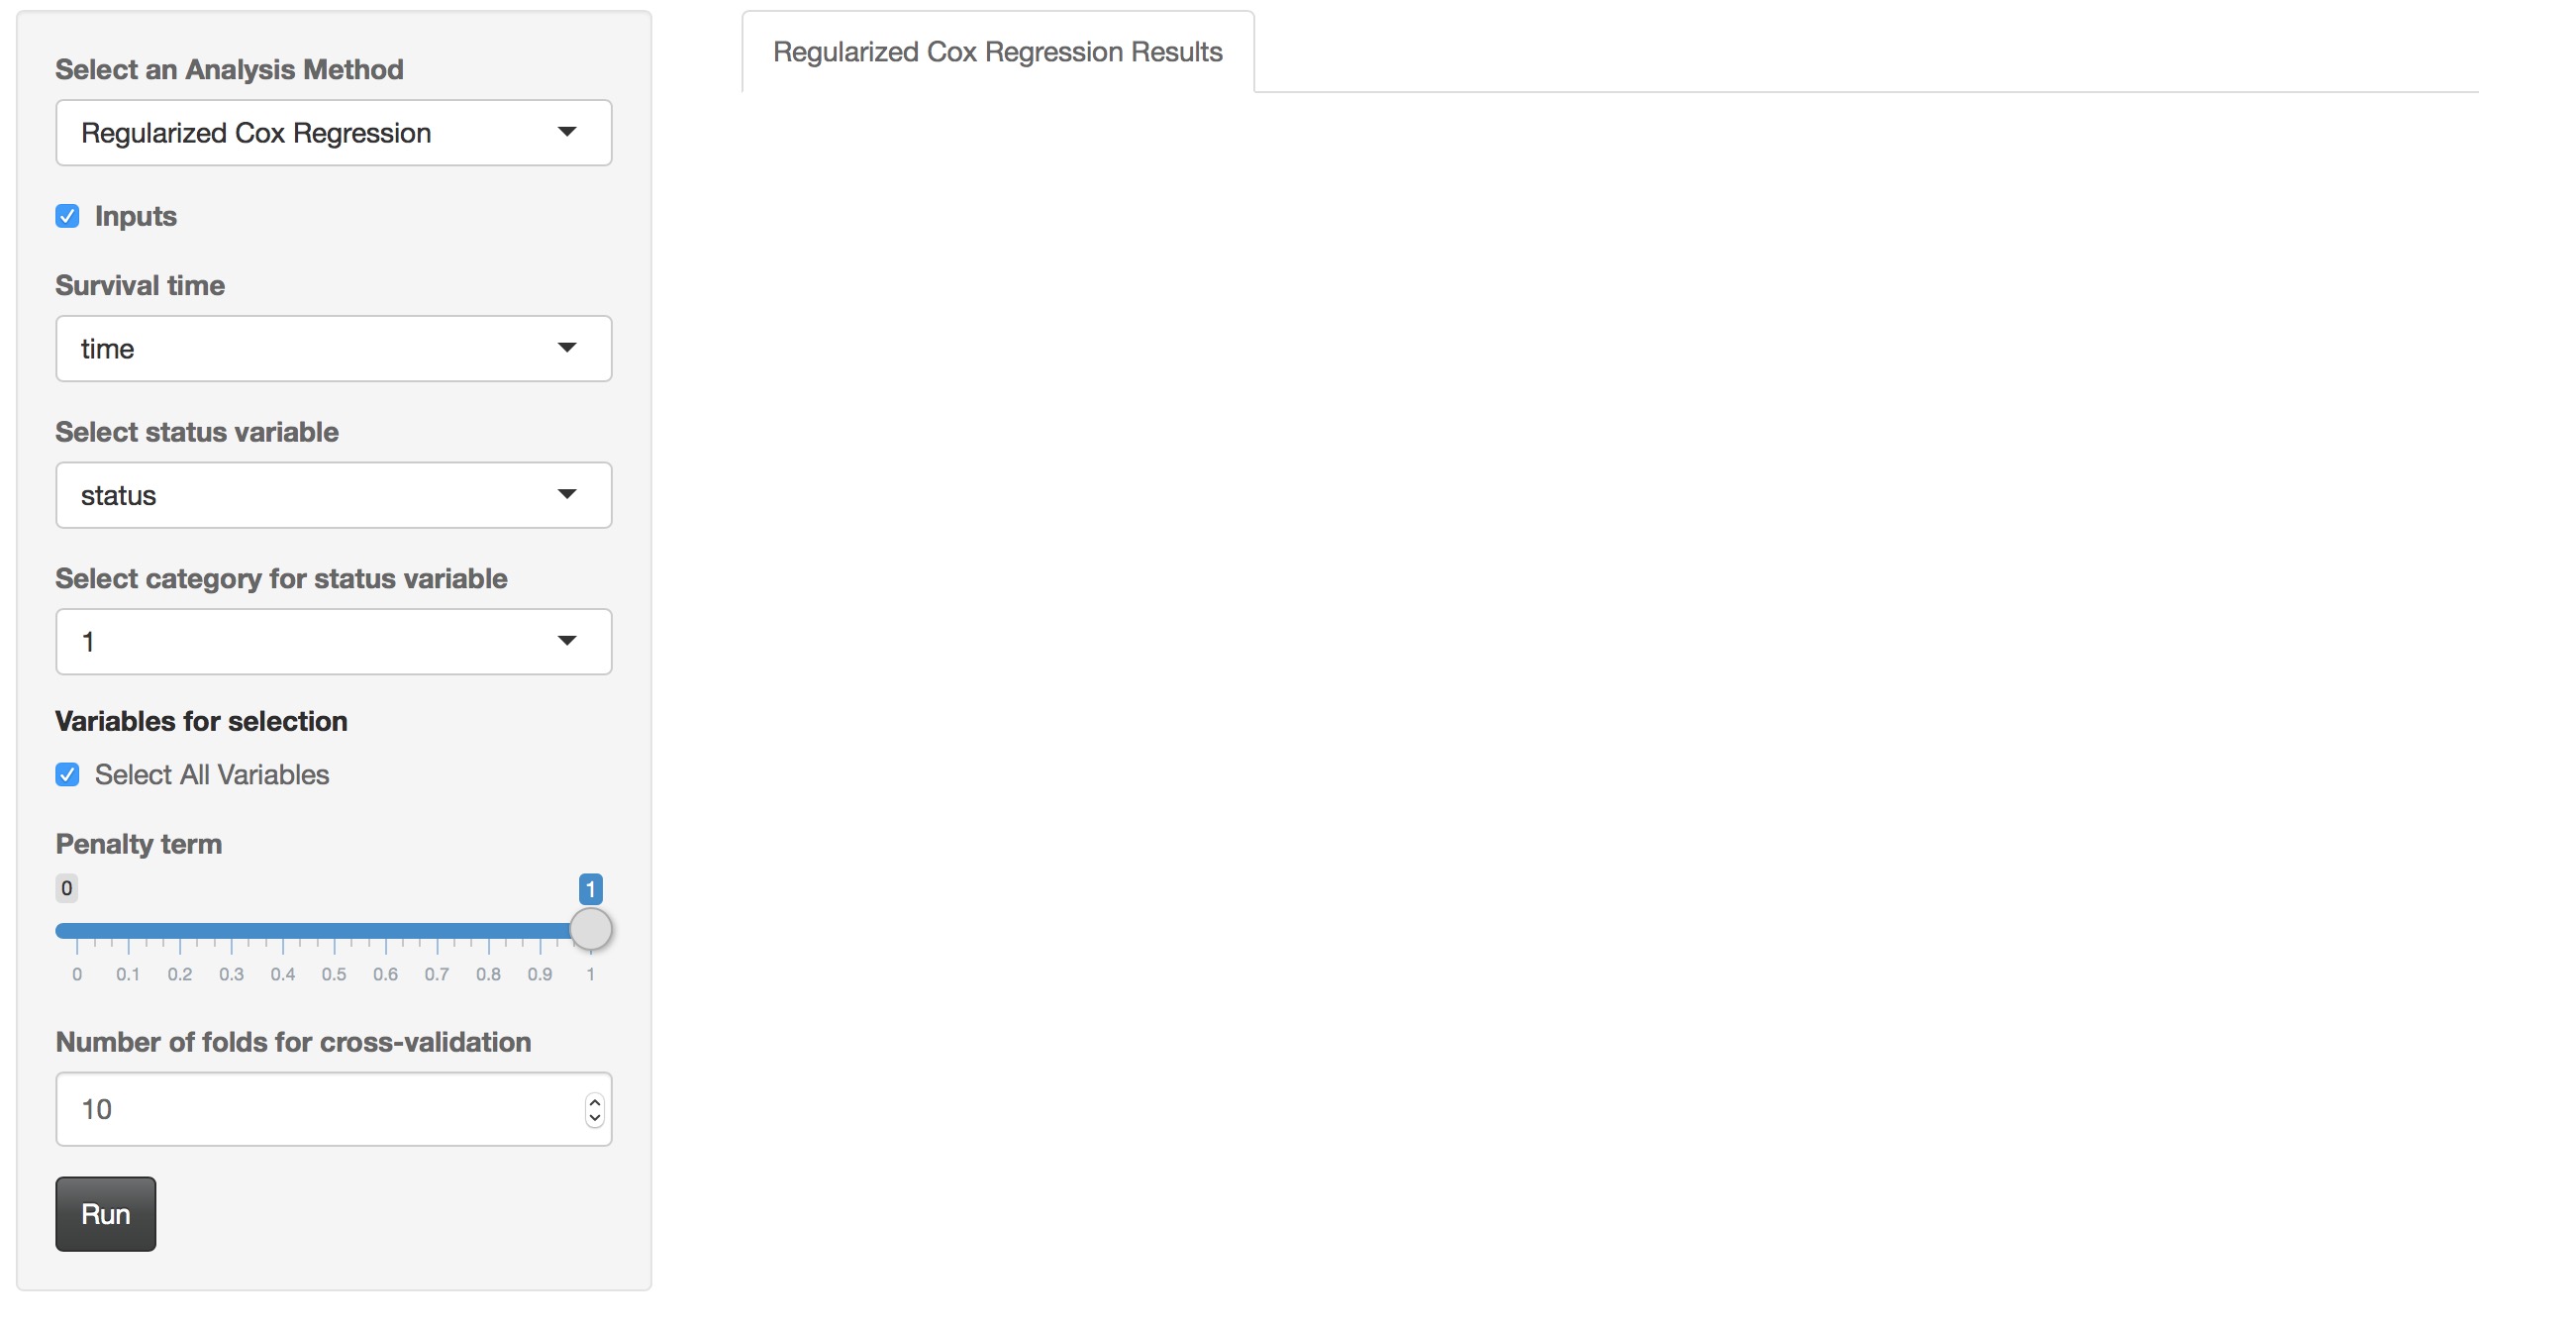 Select an Analysis Method
Regularized Cox Regression
Inputs
Survival time
time
Select status variable
status
Select category for status variable
1
Variables for selection
Select All Variables
Penalty term
0 1
0 0.1 0.2 0.3 0.4 0.5 0.6 0.7 0.8 0.9 1
Number of folds for cross-validation
10
Run
Regularized Cox Regression Results